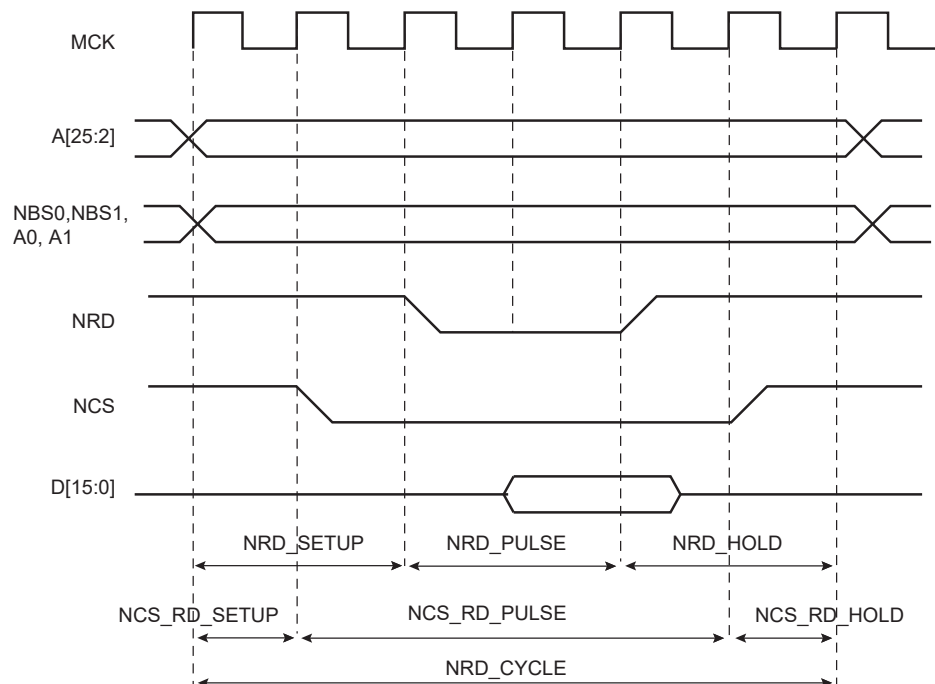 MCK
A[25:2]
NBS0,NBS1,
A0, A1
NRD
NCS
D[15:0]
NRD_SETUP
NRD_PULSE
NRD_HOLD
NCS_RD_SETUP
NCS_RD_PULSE
NCS_RD_HOLD
NRD_CYCLE